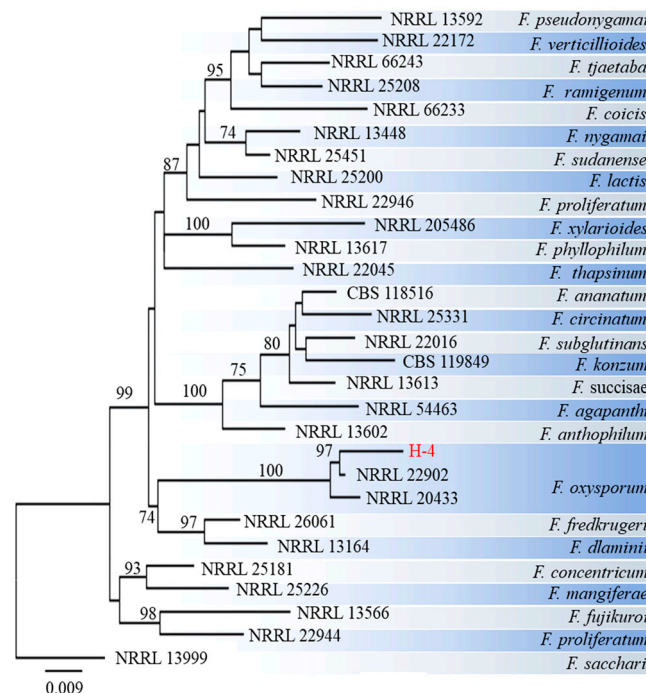 NRRL 13592 F. pseudonygamai
NRRL 22172 F. verticillioides
NRRL 66243 F. tjaetaba
95
NRRL 25208 F. ramigenum
NRRL 66233 F. coicis
74 NRRL 13448 F. nygamai
NRRL 25451 F. sudanense
87
NRRL 25200 F. lactis
NRRL 22946 F. proliferatum
100 NRRL 205486 F. xylarioides
NRRL 13617 F. phyllophilum
NRRL 22045 F. thapsinum
CBS 118516 F. ananatum
NRRL 25331 F. circinatum
80 NRRL 22016 F. subglutinans
75 CBS 119849 F. konzum
99 100 NRRL 13613 F. succisae
NRRL 54463 F. agapanthi
NRRL 13602 F. anthophilum
97 H-4
100 NRRL 22902 F. oxysporum
NRRL 20433
74 97 NRRL 26061 F. fredkrugeri
NRRL 13164 F. dlaminii
93 NRRL 25181 F. concentricum
NRRL 25226 F. mangiferae
98 NRRL 13566 F. fujikuroi
NRRL 22944 F. proliferatum
NRRL 13999 F. sacchari
0.009